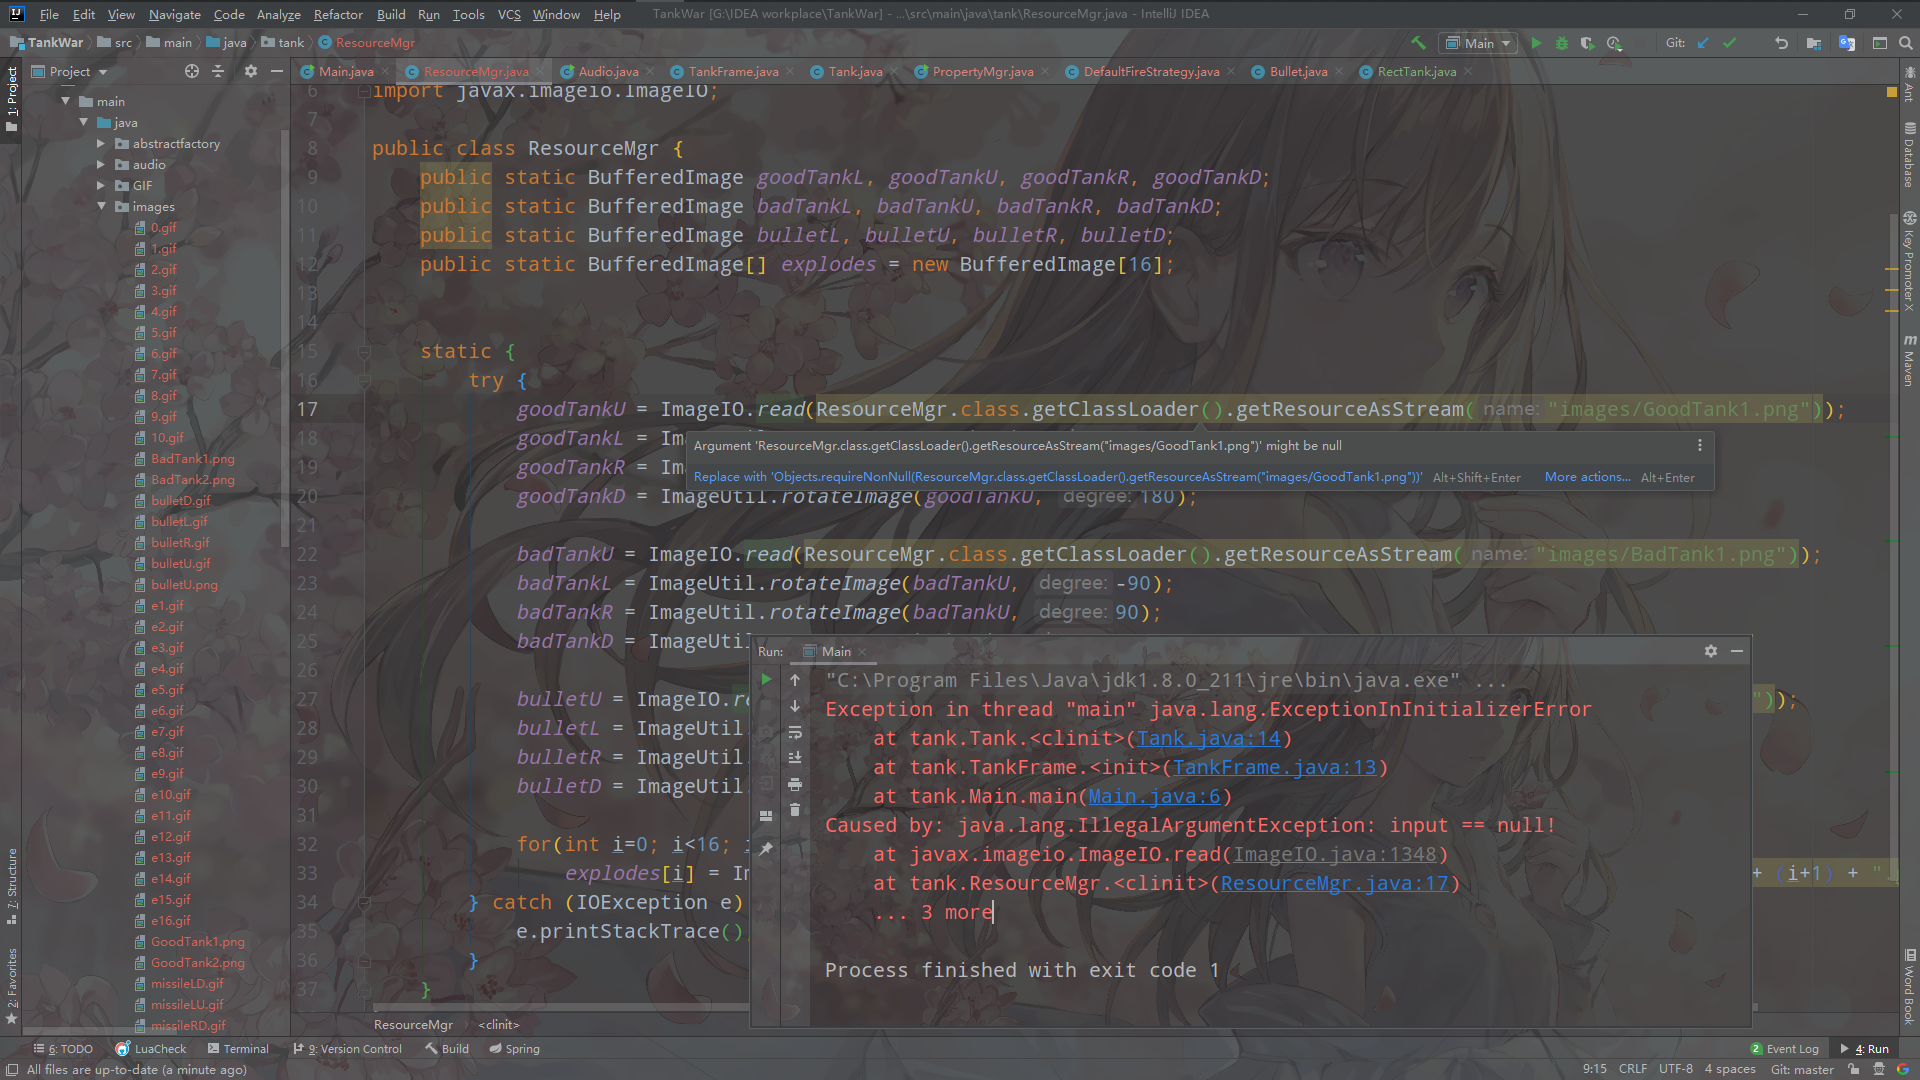 File Edit View Navigate Code Analyze Refactor Build Run Tools VCS Window Help TankWar [G:\IDEA workplace\TankWar] - ...\src\main\java\tank\ResourceMgr.java - IntelliJ IDEA
TankWar src main java tank ResourceMgr Main Git:
Project
Main.java ResourceMgr.java Audio.java TankFrame.java Tank.java PropertyMgr.java DefaultFireStrategy.java Bullet.java RectTank.java
1: Project
7: Structure
2: Favorites
main
java
abstractfactory
audio
GIF
images
0.gif
1.gif
2.gif
3.gif
4.gif
5.gif
6.gif
7.gif
8.gif
9.gif
10.gif
BadTank1.png
BadTank2.png
bulletD.gif
bulletL.gif
bulletR.gif
bulletU.gif
bulletU.png
e1.gif
e2.gif
e3.gif
e4.gif
e5.gif
e6.gif
e7.gif
e8.gif
e9.gif
e10.gif
e11.gif
e12.gif
e13.gif
e14.gif
e15.gif
e16.gif
GoodTank1.png
GoodTank2.png
missileLD.gif
missileLU.gif
missileRD.gif
6 import javax.imageio.ImageIO;
7
8 public class ResourceMgr {
9 public static BufferedImage goodTankL, goodTankU, goodTankR, goodTankD;
10 public static BufferedImage badTankL, badTankU, badTankR, badTankD;
11 public static BufferedImage bulletL, bulletU, bulletR, bulletD;
12 public static BufferedImage[] explodes = new BufferedImage[16];
13
14
15 static {
16 try {
17 goodTankU = ImageIO.read(ResourceMgr.class.getClassLoader().getResourceAsStream( name: "images/GoodTank1.png"));
18 goodTankL = Im
19 goodTankR = Im
20 goodTankD = ImageUtil.rotateImage(goodTankU, degree: 180);
21
22 badTankU = ImageIO.read(ResourceMgr.class.getClassLoader().getResourceAsStream( name: "images/BadTank1.png"));
23 badTankL = ImageUtil.rotateImage(badTankU, degree: -90);
24 badTankR = ImageUtil.rotateImage(badTankU, degree: 90);
25 badTankD = ImageUtil
26
27 bulletU = ImageIO.re "));
28 bulletL = ImageUtil.
29 bulletR = ImageUtil.
30 bulletD = ImageUtil.
31
32 for(int i=0; i<16; i
33 explodes[i] = Im + (i+1) + ".
34 } catch (IOException e)
35 e.printStackTrace()
36 }
37 }
Argument 'ResourceMgr.class.getClassLoader().getResourceAsStream("images/GoodTank1.png")' might be null
Replace with 'Objects.requireNonNull(ResourceMgr.class.getClassLoader().getResourceAsStream("images/GoodTank1.png"))' Alt+Shift+Enter More actions... Alt+Enter
Run: Main
"C:\Program Files\Java\jdk1.8.0_211\jre\bin\java.exe" ...
Exception in thread "main" java.lang.ExceptionInInitializerError
at tank.Tank.<clinit>(Tank.java:14)
at tank.TankFrame.<init>(TankFrame.java:13)
at tank.Main.main(Main.java:6)
Caused by: java.lang.IllegalArgumentException: input == null!
at javax.imageio.ImageIO.read(ImageIO.java:1348)
at tank.ResourceMgr.<clinit>(ResourceMgr.java:17)
... 3 more
Process finished with exit code 1
Ant
Database
Key Promoter X
Maven
Word Book
ResourceMgr <clinit>
6: TODO LuaCheck Terminal 9: Version Control Build Spring 2 Event Log 4: Run
All files are up-to-date (a minute ago) 9:15 CRLF UTF-8 4 spaces Git: master